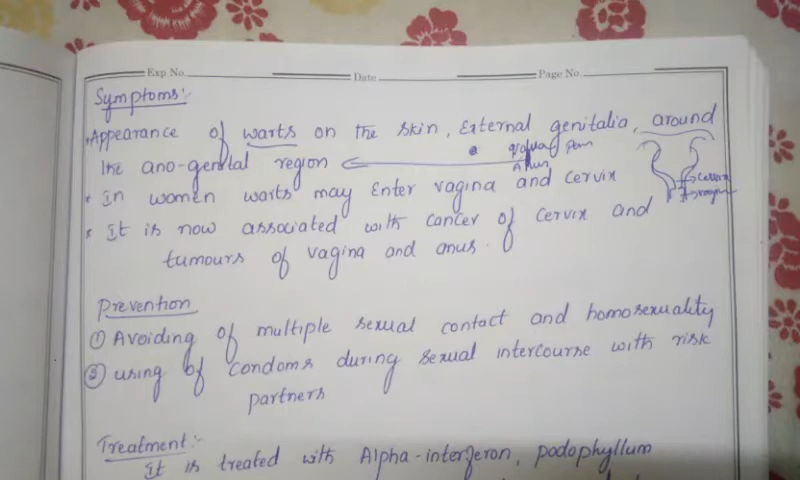 Exp No. Date Page No.
Symptoms:-
Appearance of warts on the skin, External genitalia, around
the ano-genital region
Anus
* In women warts may enter vagina and cervix
* It is now associated with cancer of cervix and
tumours of vagina and anus.
Prevention
① Avoiding of multiple sexual contact and homosexuality
② using of condoms during sexual intercourse with risk
partners
Treatment:-
It is treated with Alpha-interferon, podophyllum